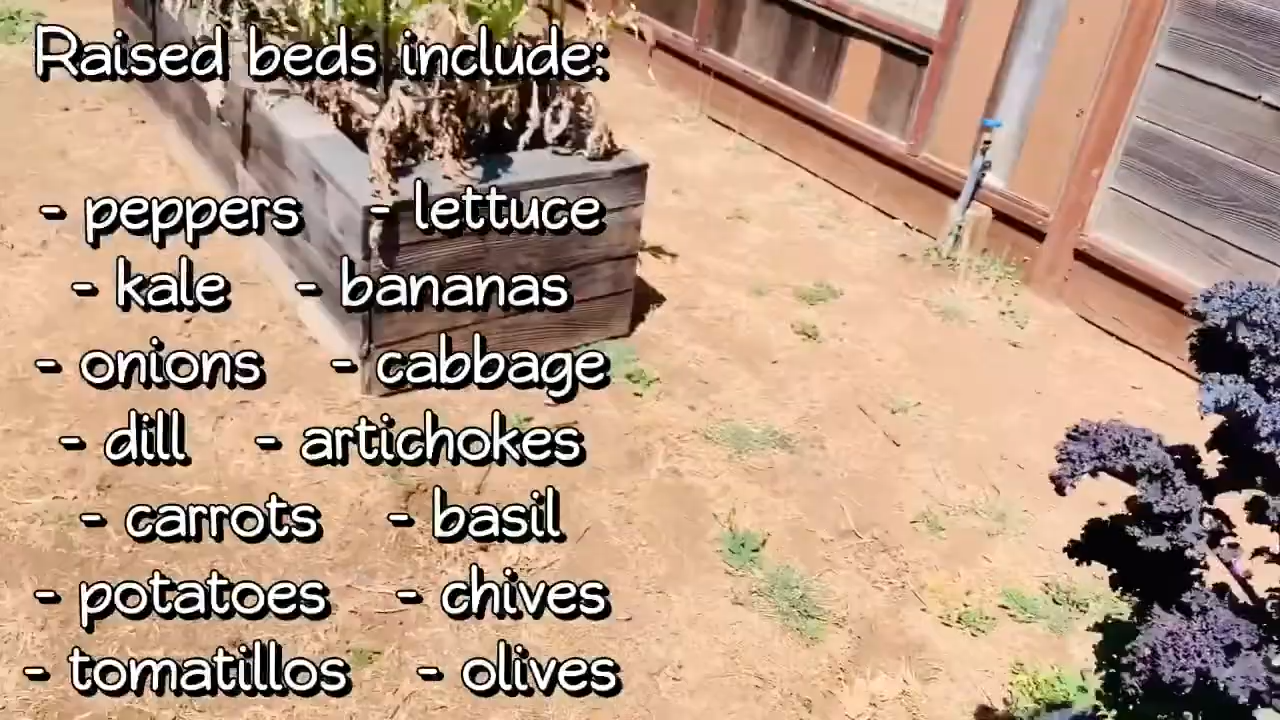 Raised beds include:
- peppers - lettuce
- kale - bananas
- onions - cabbage
- dill - artichokes
- carrots - basil
- potatoes - chives
- tomatillos - olives